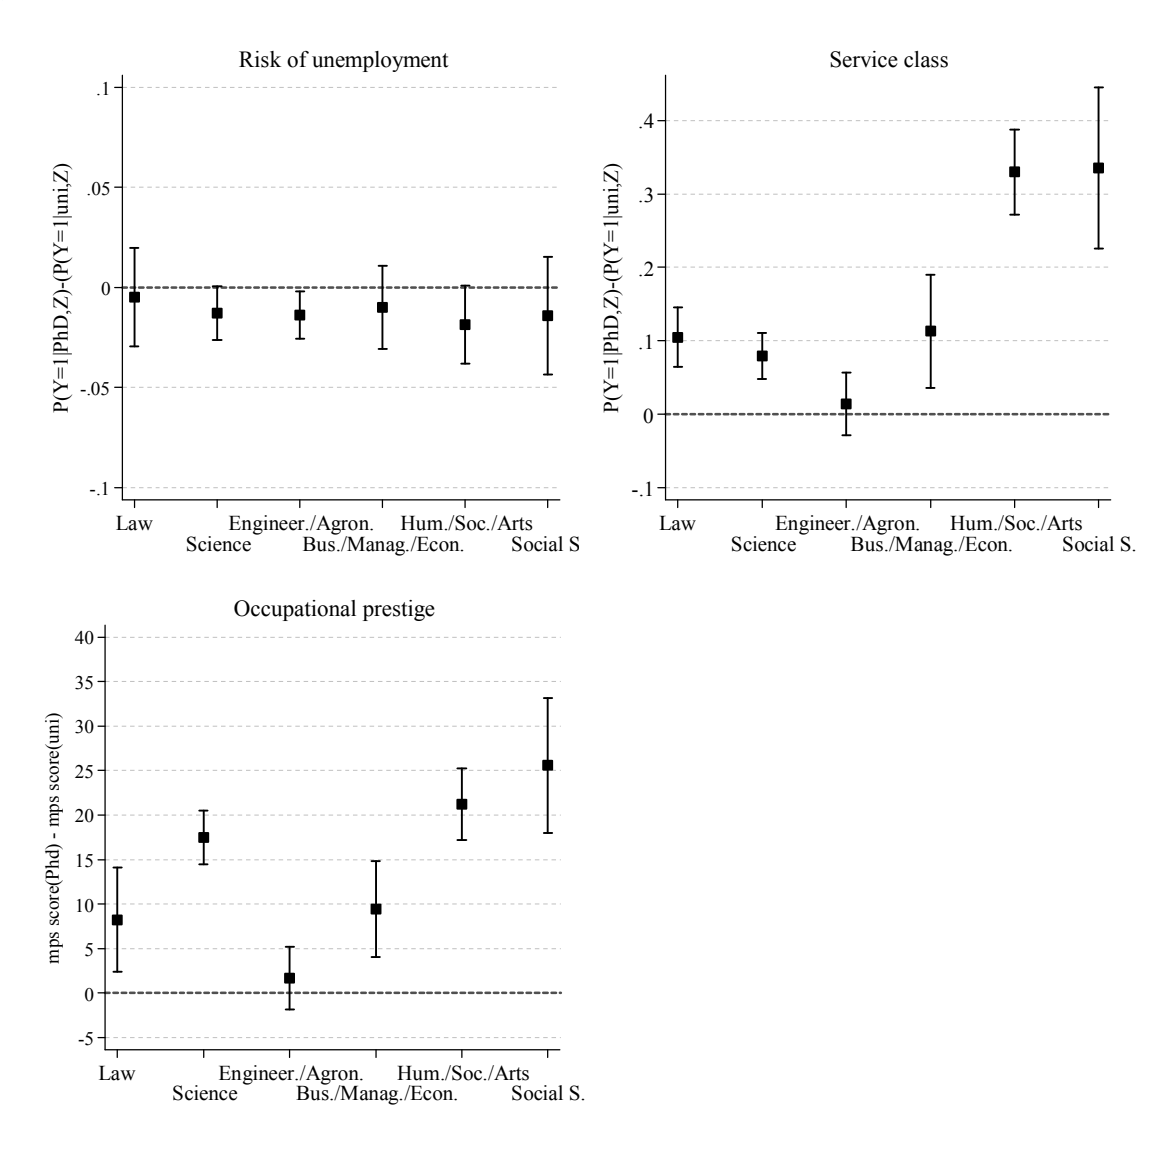 Risk of unemployment
P(Y=1|PhD,Z)-(P(Y=1|uni,Z)
.1
.05
0
-.05
-.1
Law
Science
Engineer./Agron.
Bus./Manag./Econ.
Hum./Soc./Arts
Social S
Service class
P(Y=1|PhD,Z)-(P(Y=1|uni,Z)
.4
.3
.2
.1
0
-.1
Law
Science
Engineer./Agron.
Bus./Manag./Econ.
Hum./Soc./Arts
Social S.
Occupational prestige
mps score(Phd) - mps score(uni)
40
35
30
25
20
15
10
5
0
-5
Law
Science
Engineer./Agron.
Bus./Manag./Econ.
Hum./Soc./Arts
Social S.